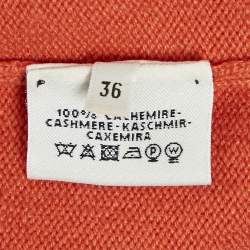 36
100% CACHEMIRE-
CASHMERE-KASCHMIR-
CAXEMIRA